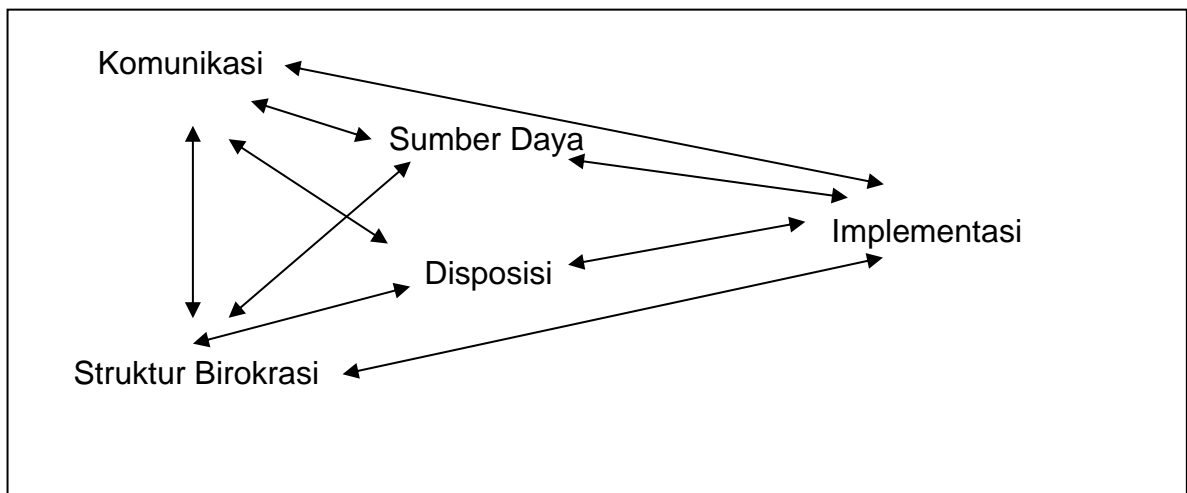 Komunikasi
Sumber Daya
Implementasi
Disposisi
Struktur Birokrasi